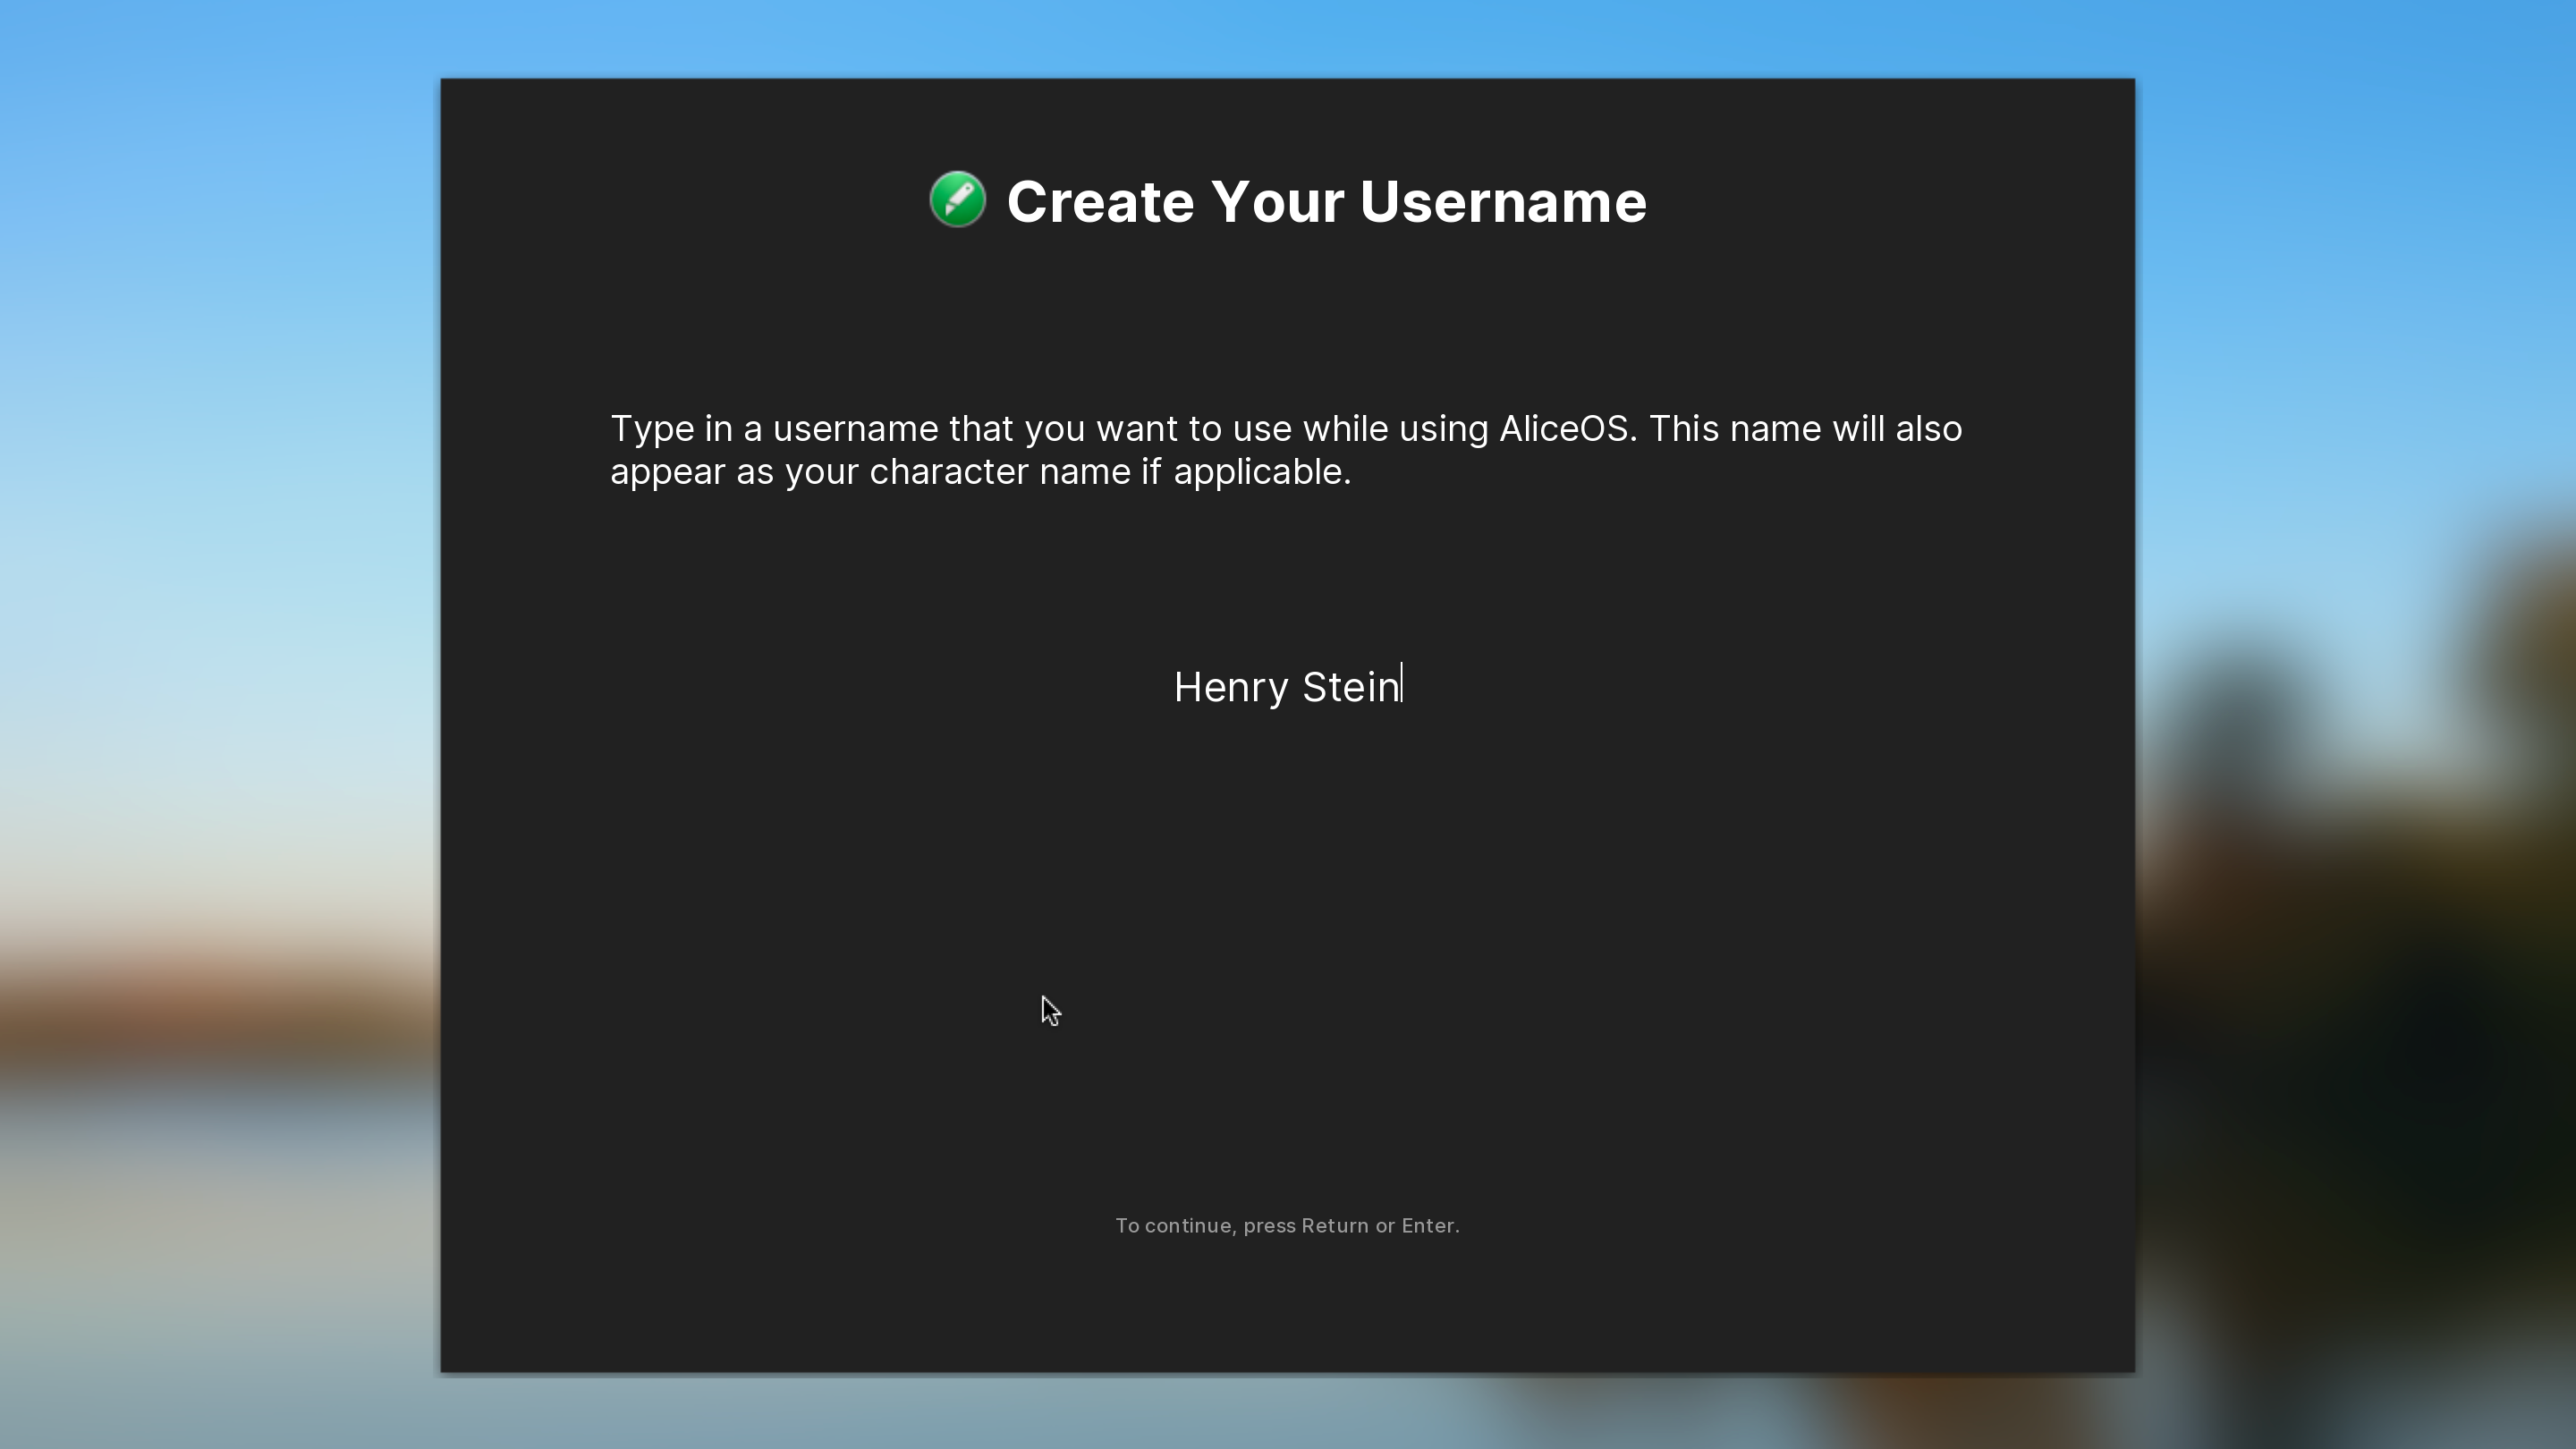 Create Your Username
Type in a username that you want to use while using AliceOS. This name will also
appear as your character name if applicable.
Henry Stein
To continue, press Return or Enter.